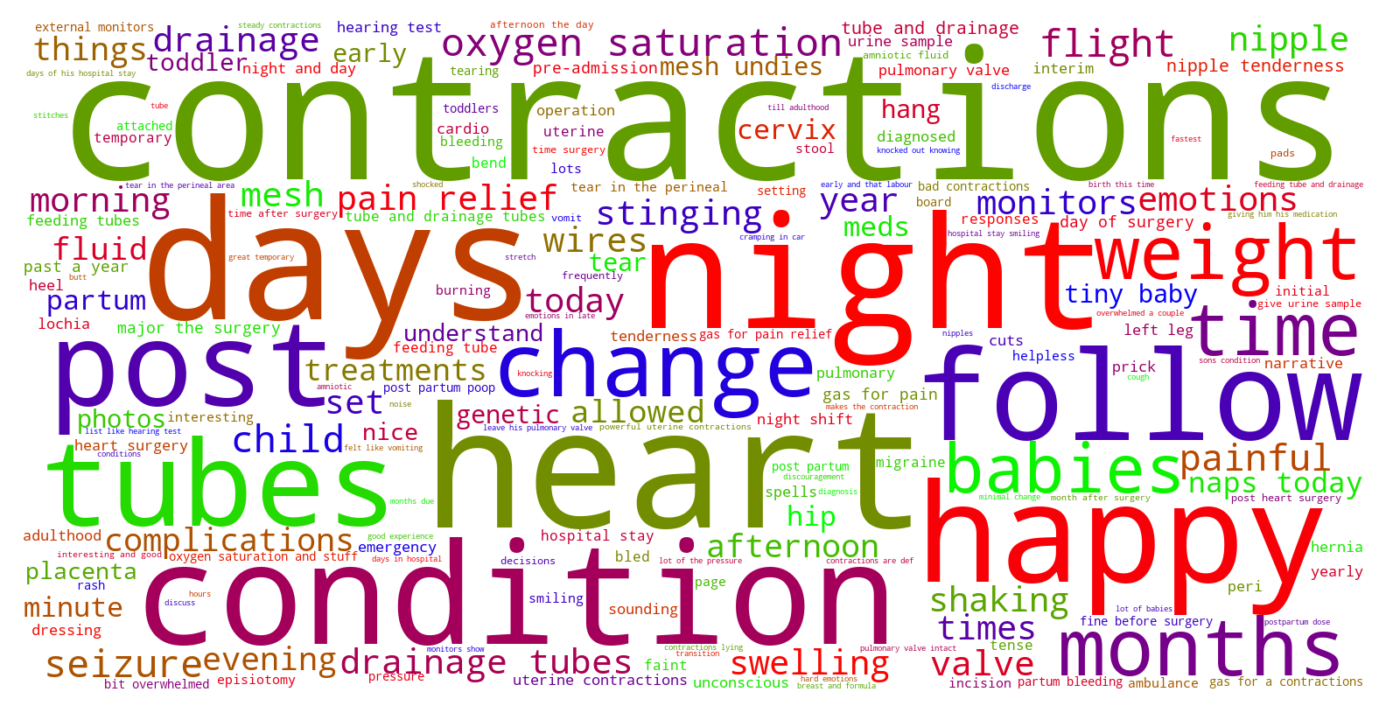 external monitors
steady contractions
hearing test
afternoon the day
tube and drainage
things
drainage
early
oxygen saturation
urine sample
flight
nipple
toddler
night and day
tearing
pre-admission
mesh undies
amniotic fluid
pulmonary valve
interim
nipple tenderness
days of his hospital stay
contractions
stitches
tube
attached
temporary
toddlers
cardio
bleeding
bend
operation
uterine
time surgery
lots
till adulthood
cervix
stool
hang
diagnosed
knocked out knowing
discharge
fastest
pads
morning
tear in the perineal area
mesh
shocked
pain relief
tear in the perineal
setting
early and that labour
year
bad contractions
board
monitors
birth this time
emotions
feeding tube and drainage
giving him his medication
feeding tubes
time after surgery
tube and drainage tubes
vomit
stinging
meds
responses
day of surgery
hospital stay smiling
fluid
days
great temporary
butt
stretch
wires
cramping in car
night
weight
past a year
heel
tear
frequently
burning
today
partum
tiny baby
initial
give urine sample
lochia
major the surgery
emotions in late
understand
tenderness
gas for pain relief
overwhelmed a couple
left leg
time
post
feeding tube
change
nipples
cuts
helpless
prick
sons condition
cough
narrative
treatments
knocking
pulmonary
follow
amniotic
post partum poop
set
gas for pain
photos
interesting
noise
genetic
allowed
night shift
makes the contraction
list like hearing test
child
nice
leave his pulmonary valve
powerful uterine contractions
heart surgery
conditions
felt like vomiting
heart
migraine
babies
painful
tubes
post partum
discouragement
spells
diagnosis
naps today
months due
minimal change
month after surgery
post heart surgery
hip
happy
adulthood
complications
good experience
emergency
hospital stay
afternoon
hernia
interesting and good
oxygen saturation and stuff
days in hospital
decisions
bled
lot of the pressure
contractions are def
yearly
placenta
rash
condition
page
peri
minute
discuss
hours
smiling
sounding
shaking
lot of babies
dressing
times
fine before surgery
postpartum dose
tense
months
seizure
evening
drainage tubes
monitors show
faint
contractions lying
swelling
pulmonary valve intact
valve
bit overwhelmed
episiotomy
pressure
uterine contractions
unconscious
transition
hard emotions
breast and formula
incision
partum bleeding
ambulance
gas for a contractions